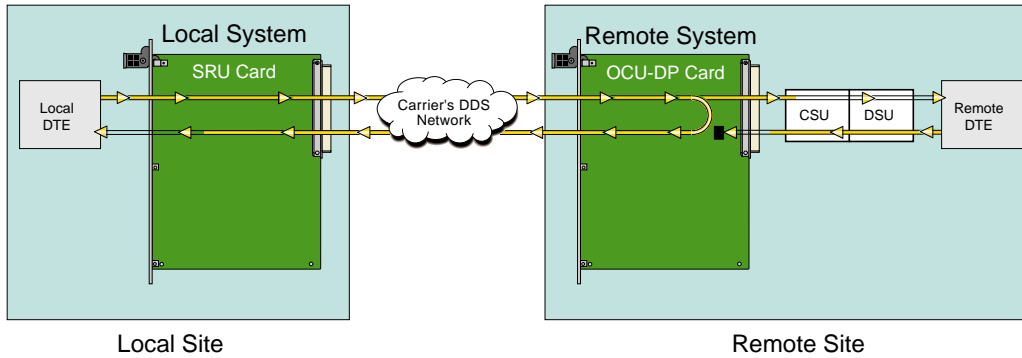 Local System
Remote System
SRU Card
OCU-DP Card
Local
DTE
Carrier's DDS
Network
CSU
DSU
Remote
DTE
Local Site
Remote Site